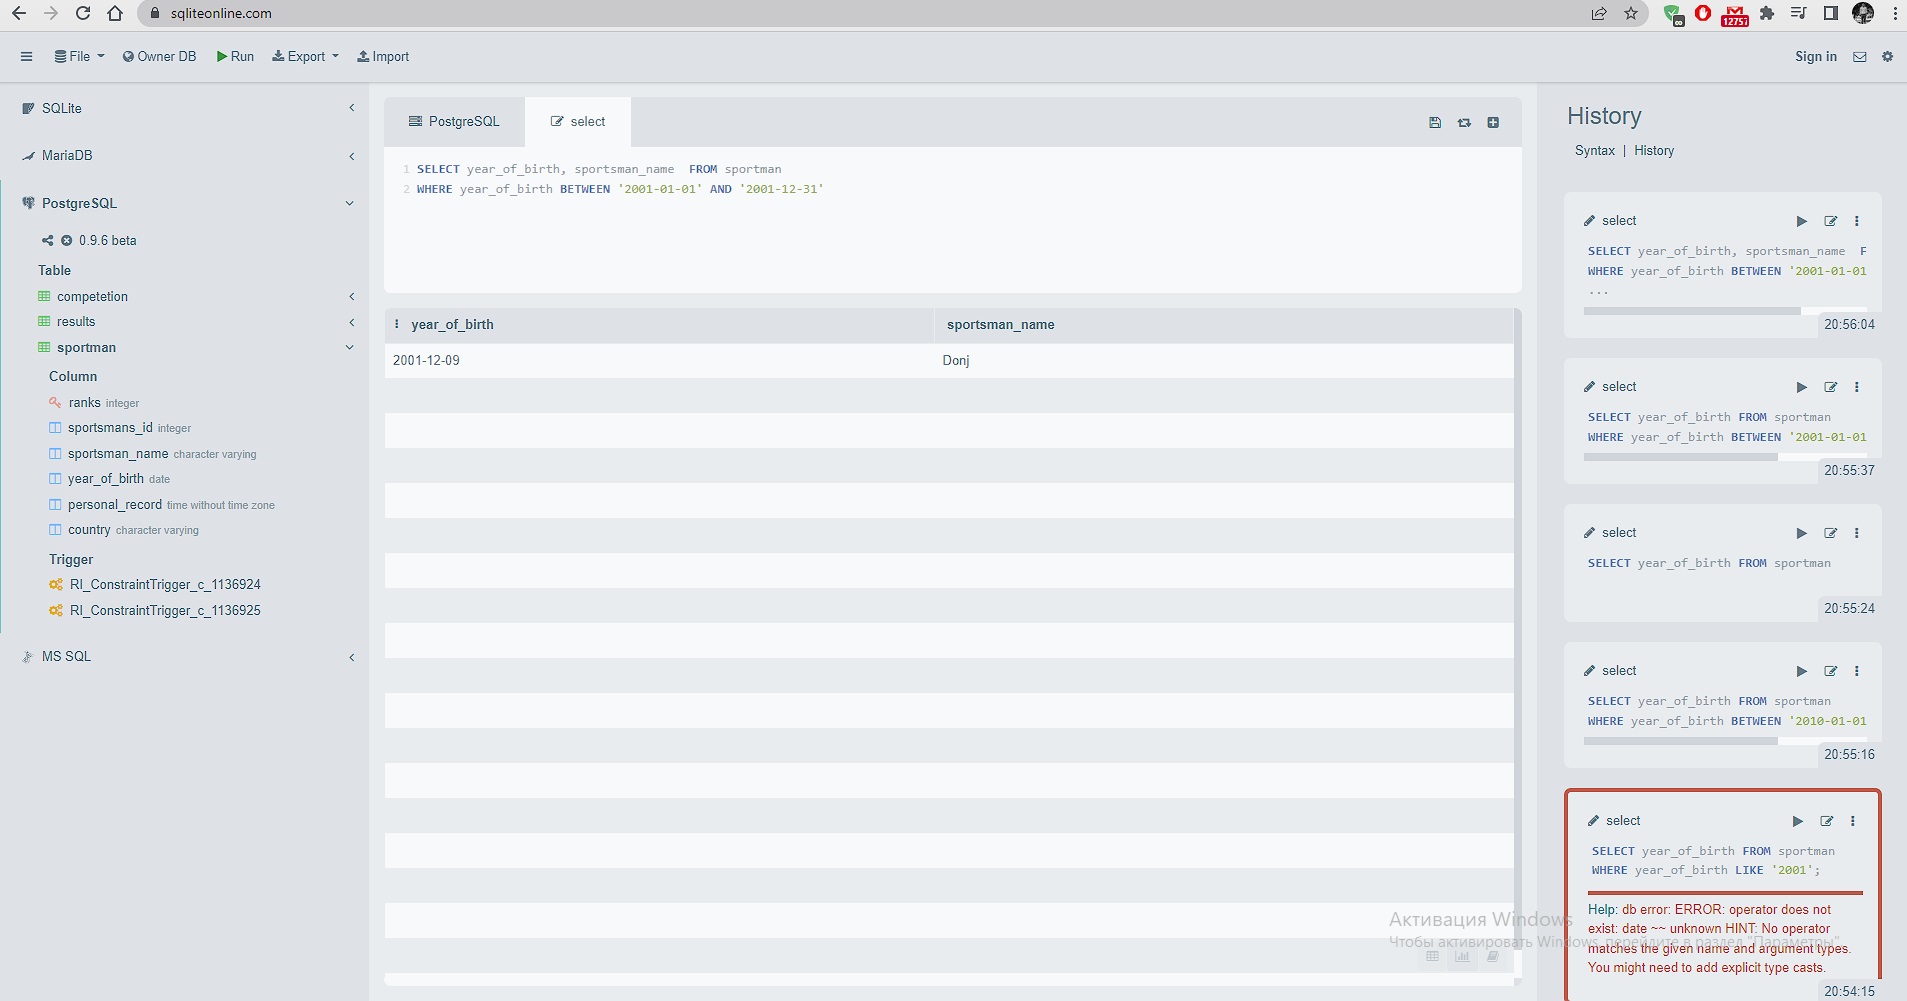 sqliteonline.com
12757
File
Owner DB
Run
Export
Import
Sign in
SQLite
MariaDB
PostgreSQL
0.9.6 beta
Table
competetion
results
sportman
Column
ranks integer
sportsmans_id integer
sportsman_name character varying
year_of_birth date
personal_record time without time zone
country character varying
Trigger
RI_ConstraintTrigger_c_1136924
RI_ConstraintTrigger_c_1136925
MS SQL
PostgreSQL
select
1 SELECT year_of_birth, sportsman_name FROM sportman
2 WHERE year_of_birth BETWEEN '2001-01-01' AND '2001-12-31'
year_of_birth sportsman_name
2001-12-09 Donj
History
Syntax | History
select
SELECT year_of_birth, sportsman_name F
WHERE year_of_birth BETWEEN '2001-01-01
...
20:56:04
select
SELECT year_of_birth FROM sportman
WHERE year_of_birth BETWEEN '2001-01-01
20:55:37
select
SELECT year_of_birth FROM sportman
20:55:24
select
SELECT year_of_birth FROM sportman
WHERE year_of_birth BETWEEN '2010-01-01
20:55:16
select
SELECT year_of_birth FROM sportman
WHERE year_of_birth LIKE '2001';
Help: db error: ERROR: operator does not
exist: date ~~ unknown HINT: No operator
matches the given name and argument types.
You might need to add explicit type casts.
20:54:15
Активация Windows
Чтобы активировать Windows, перейдите в раздел "Параметры".